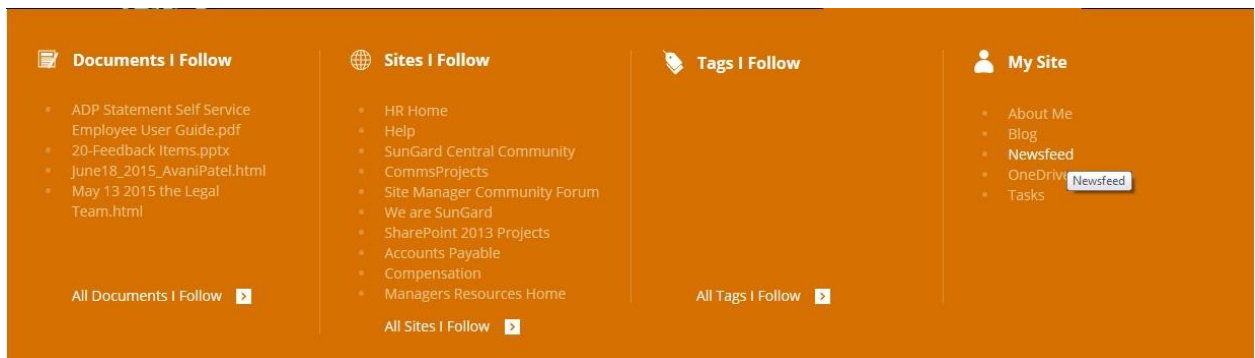 Documents I Follow
ADP Statement Self Service
Employee User Guide.pdf
20-Feedback Items.pptx
June18_2015_AvaniPatel.html
May 13 2015 the Legal
Team.html
All Documents I Follow
Sites I Follow
HR Home
Help
SunGard Central Community
CommsProjects
Site Manager Community Forum
We are SunGard
SharePoint 2013 Projects
Accounts Payable
Compensation
Managers Resources Home
All Sites I Follow
Tags I Follow
All Tags I Follow
My Site
About Me
Blog
Newsfeed
OneDrive
Newsfeed
Tasks